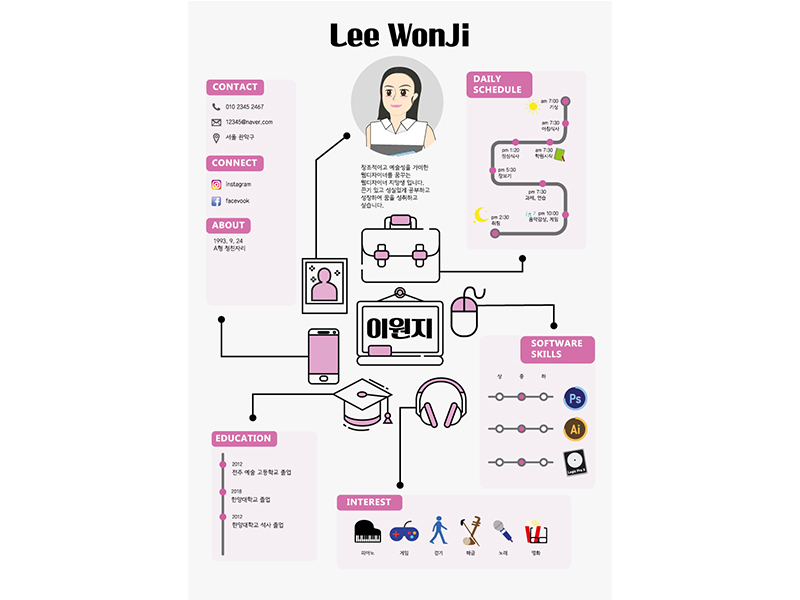 Lee WonJi
CONTACT
010 2345 2467
12345@naver.com
서울 관악구
CONNECT
instagram
facevook
ABOUT
1993, 9, 24
A형 천칭자리
창조적이고 예술성을 가미한
웹디자이너를 꿈꾸는
웹디자이너 지망생 입니다.
끈기 있고 성실있게 공부하고
성장하여 꿈을 성취하고
싶습니다.
DAILY
SCHEDULE
am 7:00
기상
am 7:30
아침식사
pm 1:20
점심식사
am 7:30
학원시작
pm 5:30
장보기
pm 7:30
과제, 연습
pm 10:00
음악감상, 게임
pm 2:30
취침
이원지
SOFTWARE
SKILLS
상 중 하
Ps
Ai
Logic Pro X
EDUCATION
2012
전주 예술 고등학교 졸업
2018
한양대학교 졸업
2012
한양대학교 석사 졸업
INTEREST
피아노 게임 걷기 해금 노래 영화